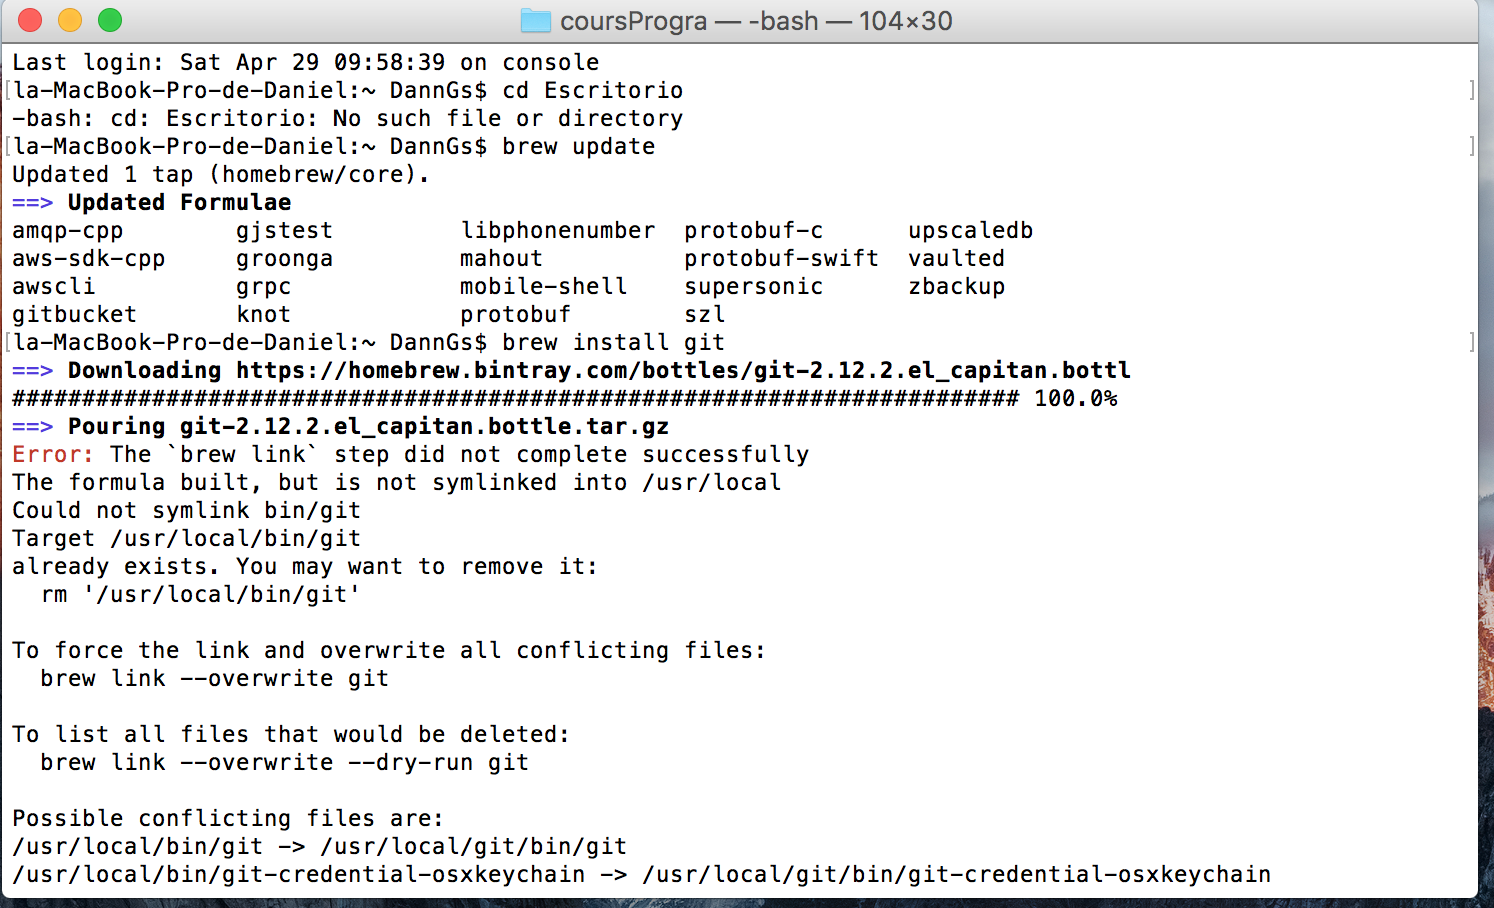 coursProgra — -bash — 104×30
Last login: Sat Apr 29 09:58:39 on console
[la-MacBook-Pro-de-Daniel:~ DannGs$ cd Escritorio ]
-bash: cd: Escritorio: No such file or directory
[la-MacBook-Pro-de-Daniel:~ DannGs$ brew update ]
Updated 1 tap (homebrew/core).
==> Updated Formulae
amqp-cpp gjstest libphonenumber protobuf-c upscaledb
aws-sdk-cpp groonga mahout protobuf-swift vaulted
awscli grpc mobile-shell supersonic zbackup
gitbucket knot protobuf szl
[la-MacBook-Pro-de-Daniel:~ DannGs$ brew install git ]
==> Downloading https://homebrew.bintray.com/bottles/git-2.12.2.el_capitan.bottl
######################################################################## 100.0%
==> Pouring git-2.12.2.el_capitan.bottle.tar.gz
Error: The `brew link` step did not complete successfully
The formula built, but is not symlinked into /usr/local
Could not symlink bin/git
Target /usr/local/bin/git
already exists. You may want to remove it:
  rm '/usr/local/bin/git'

To force the link and overwrite all conflicting files:
  brew link --overwrite git

To list all files that would be deleted:
  brew link --overwrite --dry-run git

Possible conflicting files are:
/usr/local/bin/git -> /usr/local/git/bin/git
/usr/local/bin/git-credential-osxkeychain -> /usr/local/git/bin/git-credential-osxkeychain